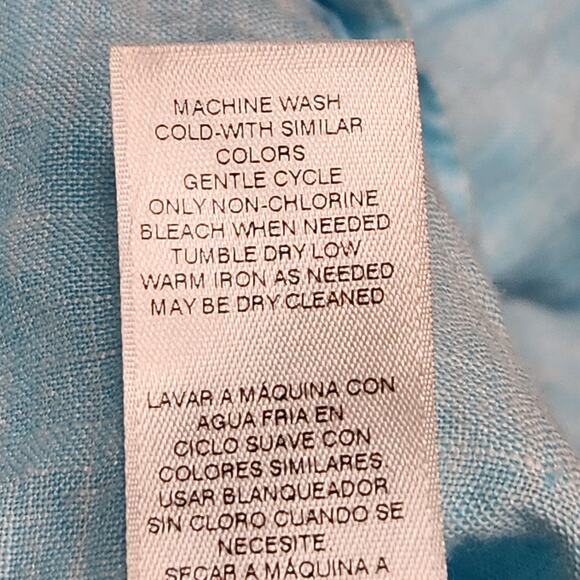 MACHINE WASH
COLD-WITH SIMILAR
COLORS
GENTLE CYCLE
ONLY NON-CHLORINE
BLEACH WHEN NEEDED
TUMBLE DRY LOW
WARM IRON AS NEEDED
MAY BE DRY CLEANED
LAVAR A MÁQUINA CON
AGUA FRIA EN
CICLO SUAVE CON
COLORES SIMILARES
USAR BLANQUEADOR
SIN CLORO CUANDO SE
NECESITE
SECAR A MÁQUINA A